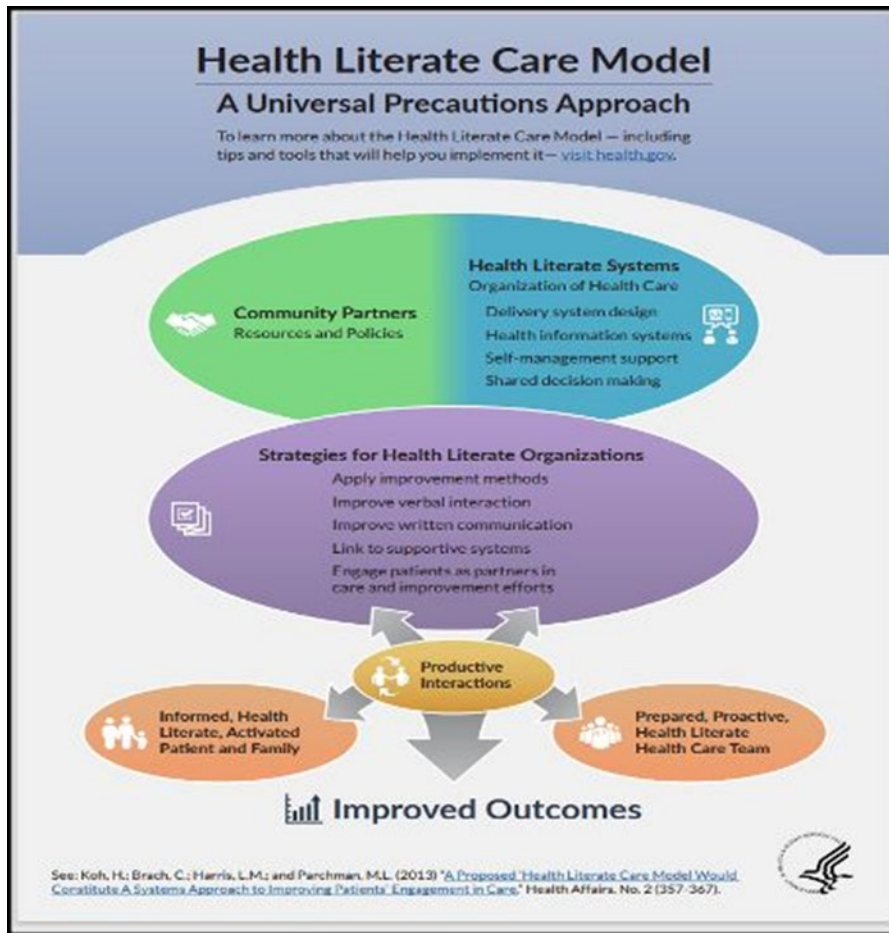 Health Literate Care Model
A Universal Precautions Approach
To learn more about the Health Literate Care Model — including
tips and tools that will help you implement it— visit health.gov.
Community Partners
Resources and Policies
Health Literate Systems
Organization of Health Care
Delivery system design
Health information systems
Self-management support
Shared decision making
Strategies for Health Literate Organizations
Apply improvement methods
Improve verbal interaction
Improve written communication
Link to supportive systems
Engage patients as partners in
care and improvement efforts
Productive
Interactions
Informed, Health
Literate, Activated
Patient and Family
Prepared, Proactive,
Health Literate
Health Care Team
Improved Outcomes
See: Koh, H.; Brach, C.; Harris, L.M.; and Parchman, M.L. (2013) "A Proposed 'Health Literate Care Model Would
Constitute A Systems Approach to Improving Patients' Engagement in Care." Health Affairs. No. 2 (357-367).